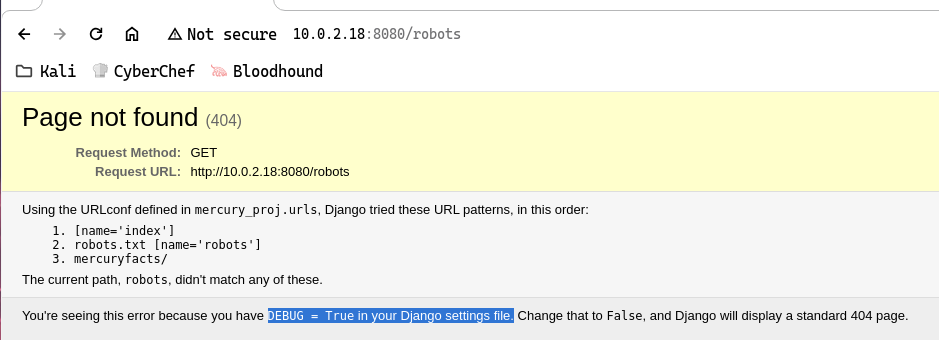 Not secure 10.0.2.18:8080/robots
Kali CyberChef Bloodhound
Page not found (404)
Request Method: GET
Request URL: http://10.0.2.18:8080/robots
Using the URLconf defined in mercury_proj.urls, Django tried these URL patterns, in this order:
1. [name='index']
2. robots.txt [name='robots']
3. mercuryfacts/
The current path, robots, didn't match any of these.
You're seeing this error because you have DEBUG = True in your Django settings file. Change that to False, and Django will display a standard 404 page.